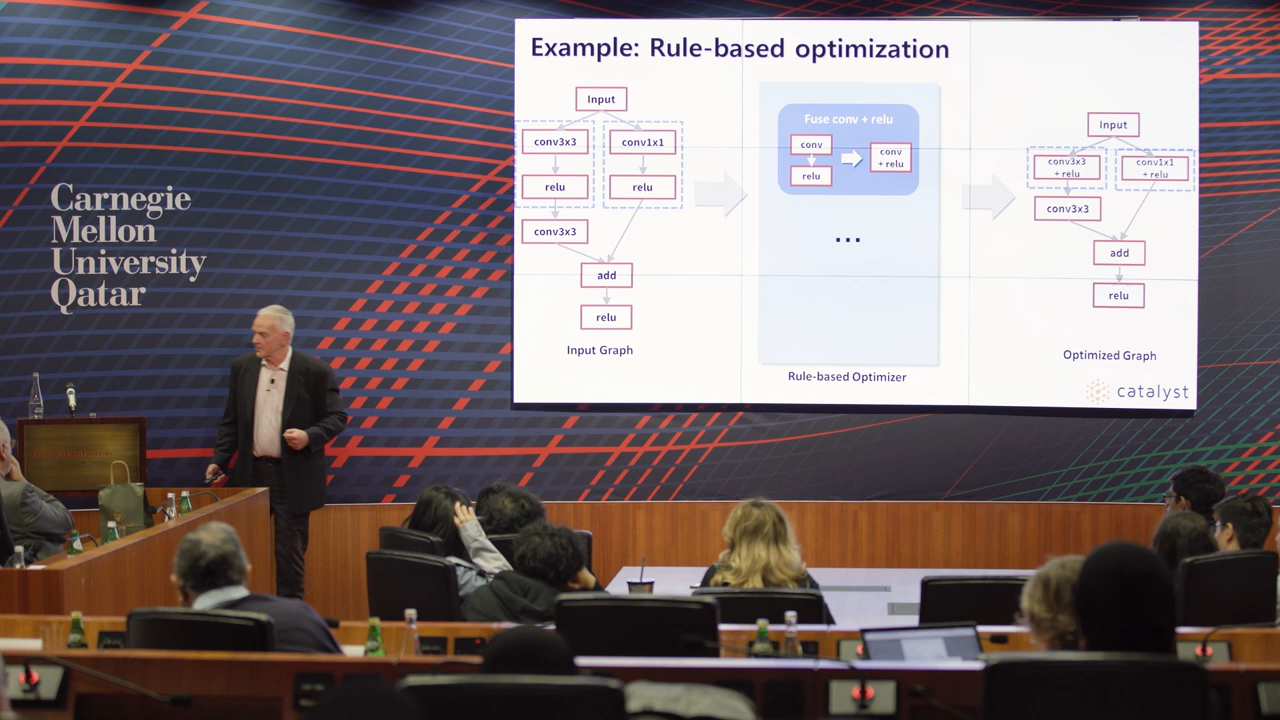 Example: Rule-based optimization
Input
conv3x3
conv1x1
relu
relu
conv3x3
add
relu
Input Graph
Fuse conv + relu
conv
relu
conv
+ relu
...
Rule-based Optimizer
Input
conv3x3
+ relu
conv1x1
+ relu
conv3x3
add
relu
Optimized Graph
catalyst
Carnegie
Mellon
University
Qatar